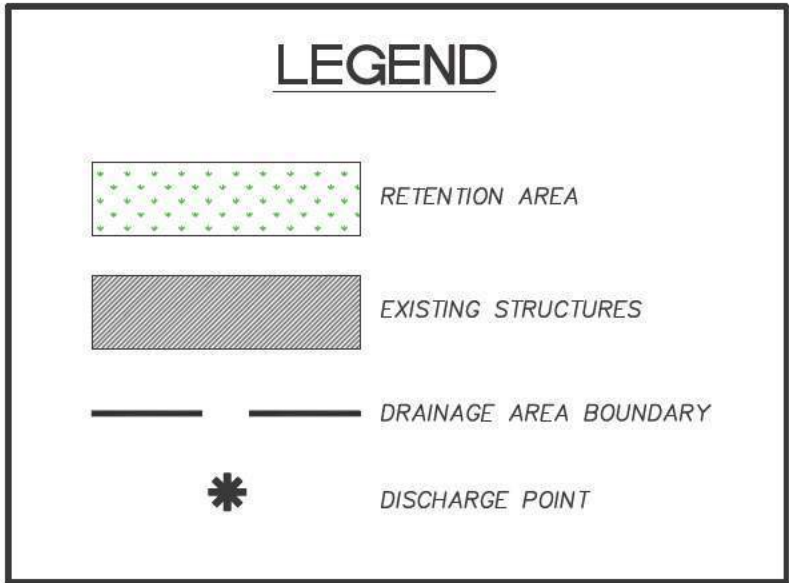 LEGEND
RETENTION AREA
EXISTING STRUCTURES
DRAINAGE AREA BOUNDARY
DISCHARGE POINT